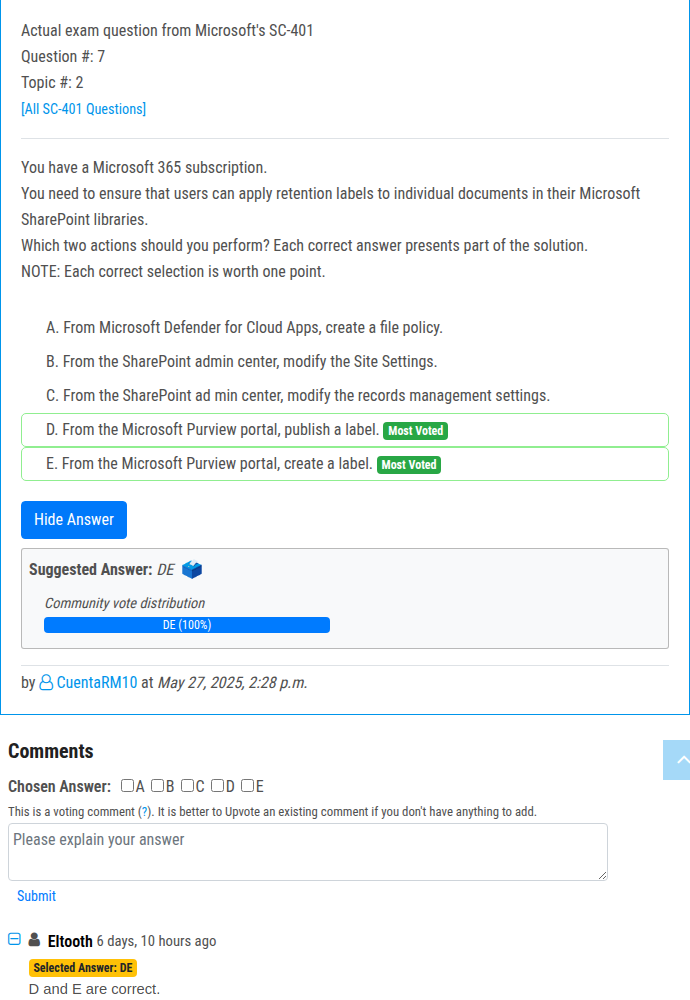 Actual exam question from Microsoft's SC-401
Question #: 7
Topic #: 2
[All SC-401 Questions]
You have a Microsoft 365 subscription.
You need to ensure that users can apply retention labels to individual documents in their Microsoft
SharePoint libraries.
Which two actions should you perform? Each correct answer presents part of the solution.
NOTE: Each correct selection is worth one point.
A. From Microsoft Defender for Cloud Apps, create a file policy.
B. From the SharePoint admin center, modify the Site Settings.
C. From the SharePoint ad min center, modify the records management settings.
D. From the Microsoft Purview portal, publish a label. Most Voted
E. From the Microsoft Purview portal, create a label. Most Voted
Hide Answer
Suggested Answer: DE
Community vote distribution
DE (100%)
by CuentaRM10 at May 27, 2025, 2:28 p.m.
Comments
Chosen Answer: A B C D E
This is a voting comment (?). It is better to Upvote an existing comment if you don't have anything to add.
Please explain your answer
Submit
Eltooth 6 days, 10 hours ago
Selected Answer: DE
D and E are correct.